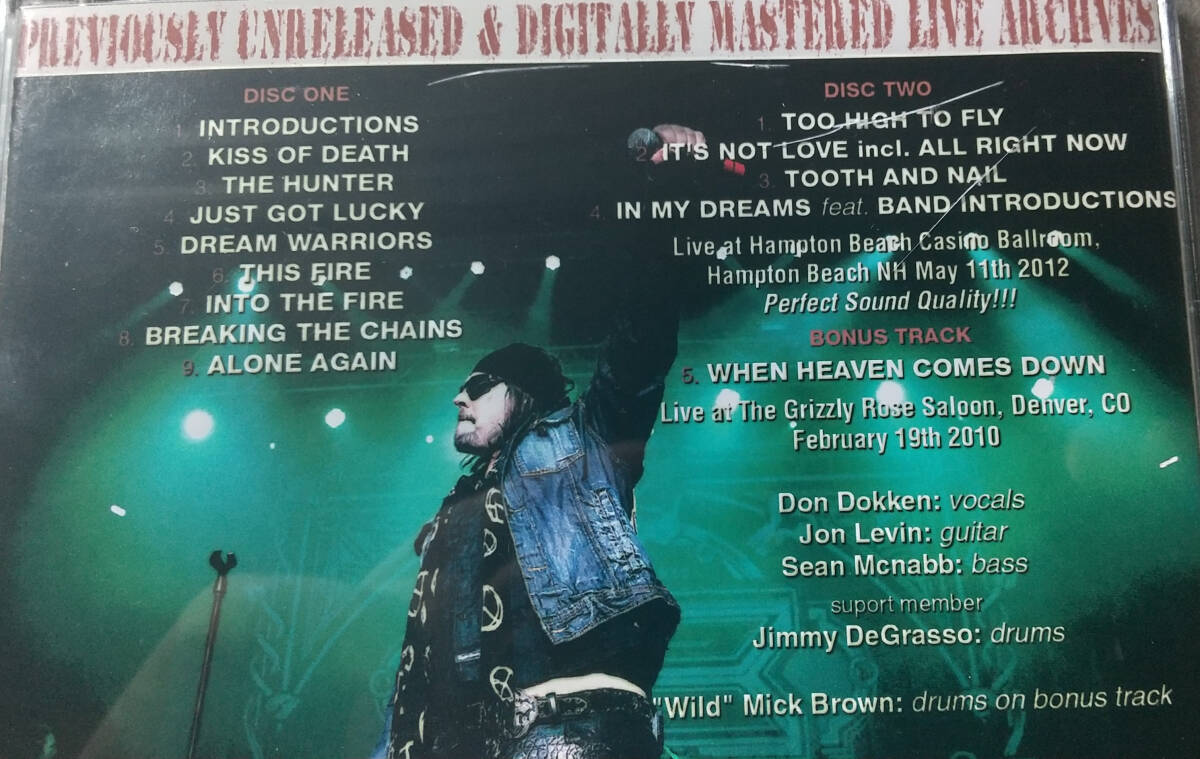 PREVIOUSLY UNRELEASED & DIGITALLY MASTERED LIVE ARCHVES
DISC ONE
1. INTRODUCTIONS
2. KISS OF DEATH
3. THE HUNTER
4. JUST GOT LUCKY
5. DREAM WARRIORS
6. THIS FIRE
7. INTO THE FIRE
8. BREAKING THE CHAINS
9. ALONE AGAIN
DISC TWO
1. TOO HIGH TO FLY
2. IT'S NOT LOVE incl. ALL RIGHT NOW
3. TOOTH AND NAIL
4. IN MY DREAMS feat. BAND INTRODUCTIONS
Live at Hampton Beach Casino Ballroom,
Hampton Beach NH May 11th 2012
Perfect Sound Quality!!!
BONUS TRACK
5. WHEN HEAVEN COMES DOWN
Live at The Grizzly Rose Saloon, Denver, CO
February 19th 2010
Don Dokken: vocals
Jon Levin: guitar
Sean Mcnabb: bass
suport member
Jimmy DeGrasso: drums
"Wild" Mick Brown: drums on bonus track